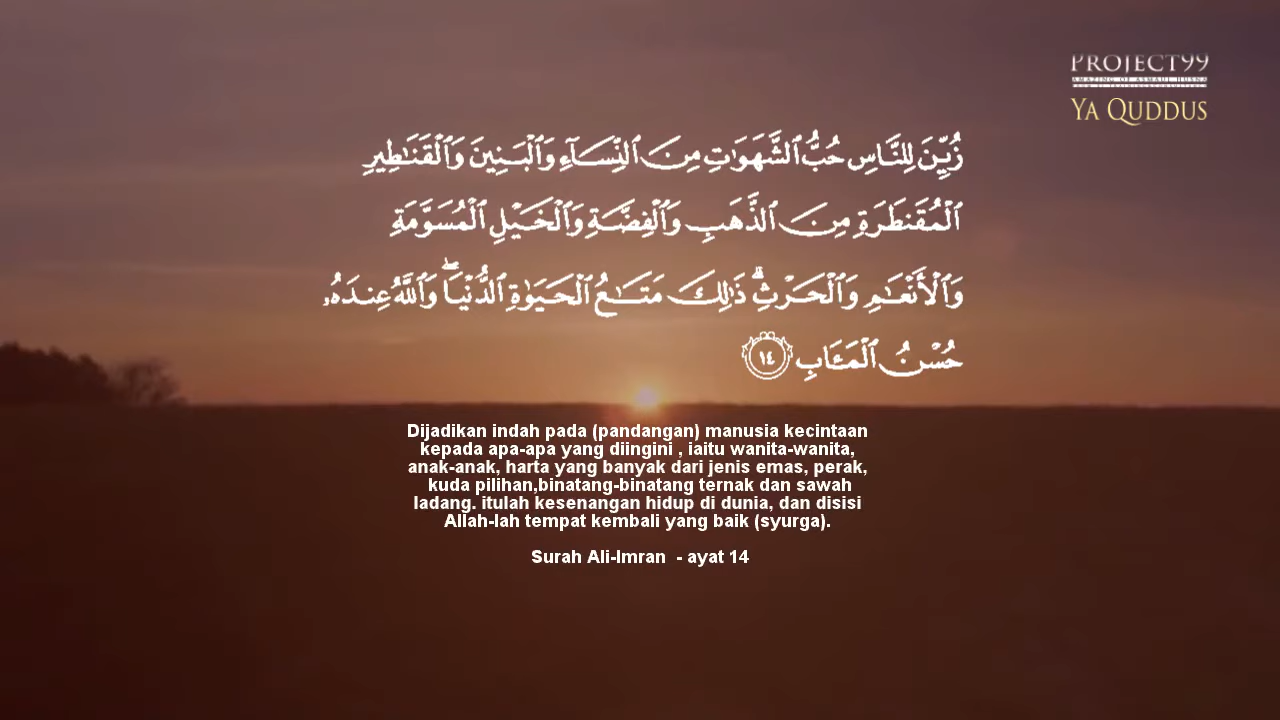 PROJECT99
AMAZING OF ASMAUL HUSNA
YA QUDDUS
زُيِّنَ لِلنَّاسِ حُبُّ ٱلشَّهَوَٰتِ مِنَ ٱلنِّسَآءِ وَٱلْبَنِينَ وَٱلْقَنَٰطِيرِ
ٱلْمُقَنطَرَةِ مِنَ ٱلذَّهَبِ وَٱلْفِضَّةِ وَٱلْخَيْلِ ٱلْمُسَوَّمَةِ
وَٱلْأَنْعَٰمِ وَٱلْحَرْثِ ۗ ذَٰلِكَ مَتَٰعُ ٱلْحَيَوٰةِ ٱلدُّنْيَا ۖ وَٱللَّهُ عِندَهُۥ
حُسْنُ ٱلْمَـَٔابِ ١٤
Dijadikan indah pada (pandangan) manusia kecintaan
kepada apa-apa yang diingini , iaitu wanita-wanita,
anak-anak, harta yang banyak dari jenis emas, perak,
kuda pilihan,binatang-binatang ternak dan sawah
ladang. itulah kesenangan hidup di dunia, dan disisi
Allah-lah tempat kembali yang baik (syurga).
Surah Ali-Imran - ayat 14